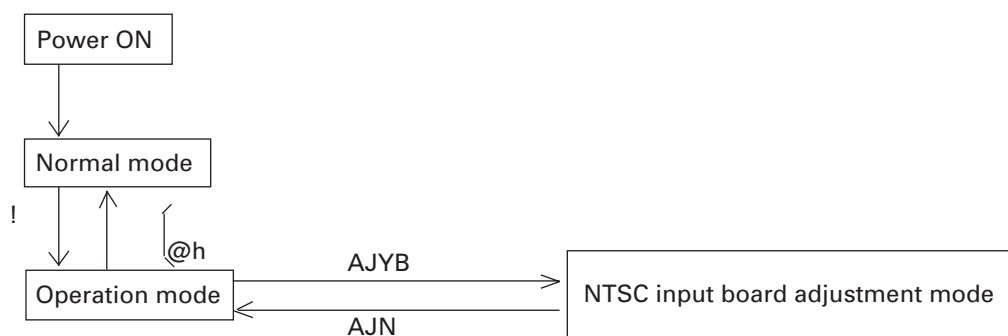 Power ON
Normal mode
!
@h
AJYB
Operation mode
NTSC input board adjustment mode
AJN